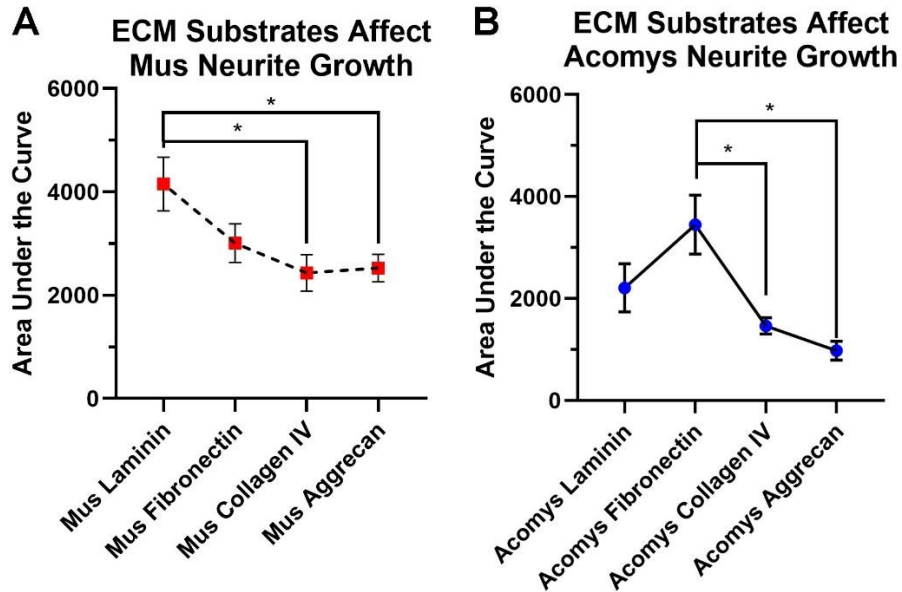 A
ECM Substrates Affect
Mus Neurite Growth
Area Under the Curve
6000
4000
2000
0
*
*
Mus Laminin
Mus Fibronectin
Mus Collagen IV
Mus Aggrecan
B
ECM Substrates Affect
Acomys Neurite Growth
Area Under the Curve
6000
4000
2000
0
*
*
Acomys Laminin
Acomys Fibronectin
Acomys Collagen IV
Acomys Aggrecan